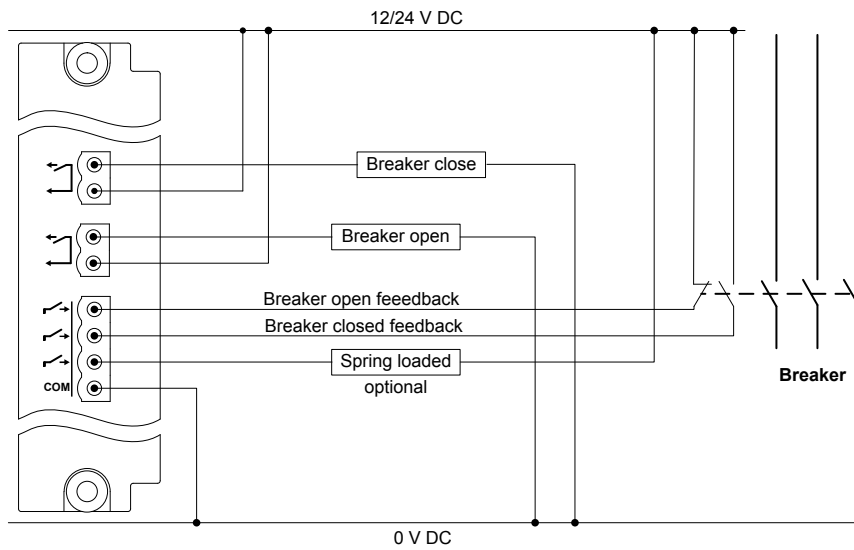 12/24 V DC
Breaker close
Breaker open
Breaker open feeedback
Breaker closed feedback
Spring loaded
optional
COM
Breaker
0 V DC